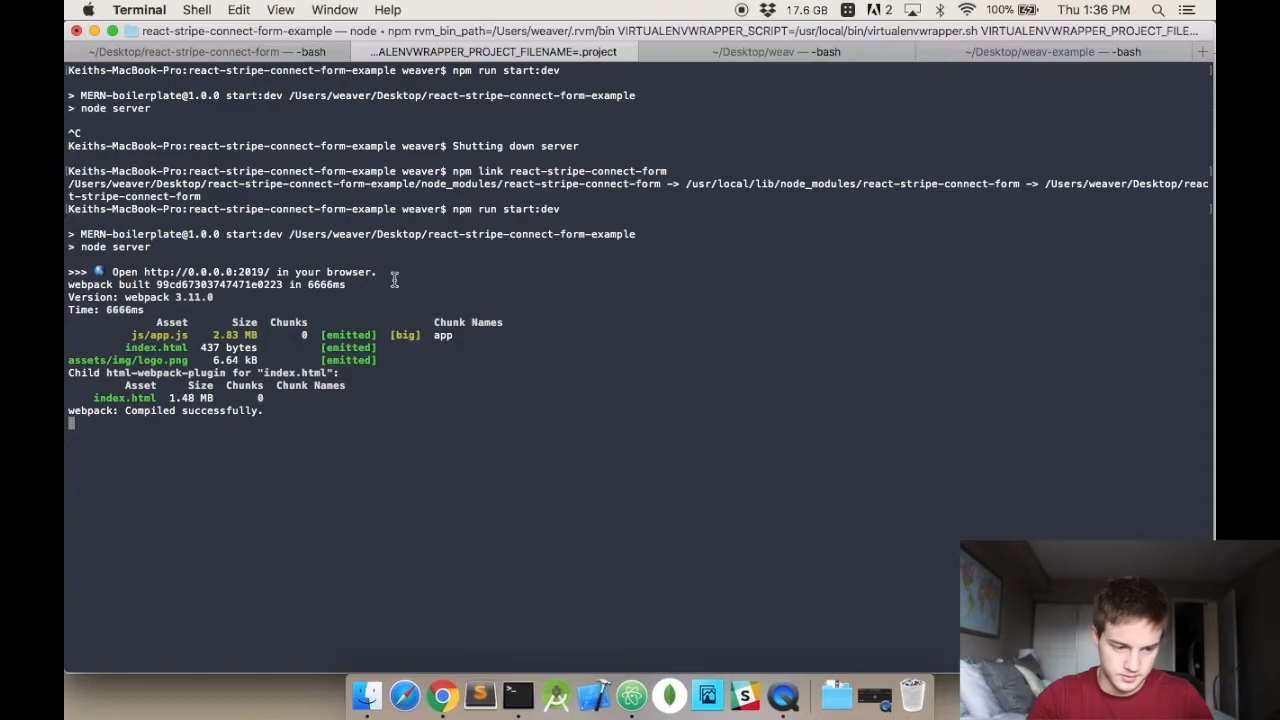 Terminal Shell Edit View Window Help 17.6 GB 2 100% Thu 1:36 PM
react-stripe-connect-form-example — node ◂ npm rvm_bin_path=/Users/weaver/.rvm/bin VIRTUALENVWRAPPER_SCRIPT=/usr/local/bin/virtualenvwrapper.sh VIRTUALENVWRAPPER_PROJECT_FILE...
~/Desktop/react-stripe-connect-form — -bash ...ALENVWRAPPER_PROJECT_FILENAME=.project ~/Desktop/weav — -bash ~/Desktop/weav-example — -bash +
[Keiths-MacBook-Pro:react-stripe-connect-form-example weaver$ npm run start:dev ]
> MERN-boilerplate@1.0.0 start:dev /Users/weaver/Desktop/react-stripe-connect-form-example
> node server
^C
Keiths-MacBook-Pro:react-stripe-connect-form-example weaver$ Shutting down server
[Keiths-MacBook-Pro:react-stripe-connect-form-example weaver$ npm link react-stripe-connect-form ]
/Users/weaver/Desktop/react-stripe-connect-form-example/node_modules/react-stripe-connect-form -> /usr/local/lib/node_modules/react-stripe-connect-form -> /Users/weaver/Desktop/reac
t-stripe-connect-form
[Keiths-MacBook-Pro:react-stripe-connect-form-example weaver$ npm run start:dev ]
> MERN-boilerplate@1.0.0 start:dev /Users/weaver/Desktop/react-stripe-connect-form-example
> node server
>>> Open http://0.0.0.0:2019/ in your browser.
webpack built 99cd67303747471e0223 in 6666ms
Version: webpack 3.11.0
Time: 6666ms
Asset Size Chunks Chunk Names
js/app.js 2.83 MB 0 [emitted] [big] app
index.html 437 bytes [emitted]
assets/img/logo.png 6.64 kB [emitted]
Child html-webpack-plugin for "index.html":
Asset Size Chunks Chunk Names
index.html 1.48 MB 0
webpack: Compiled successfully.